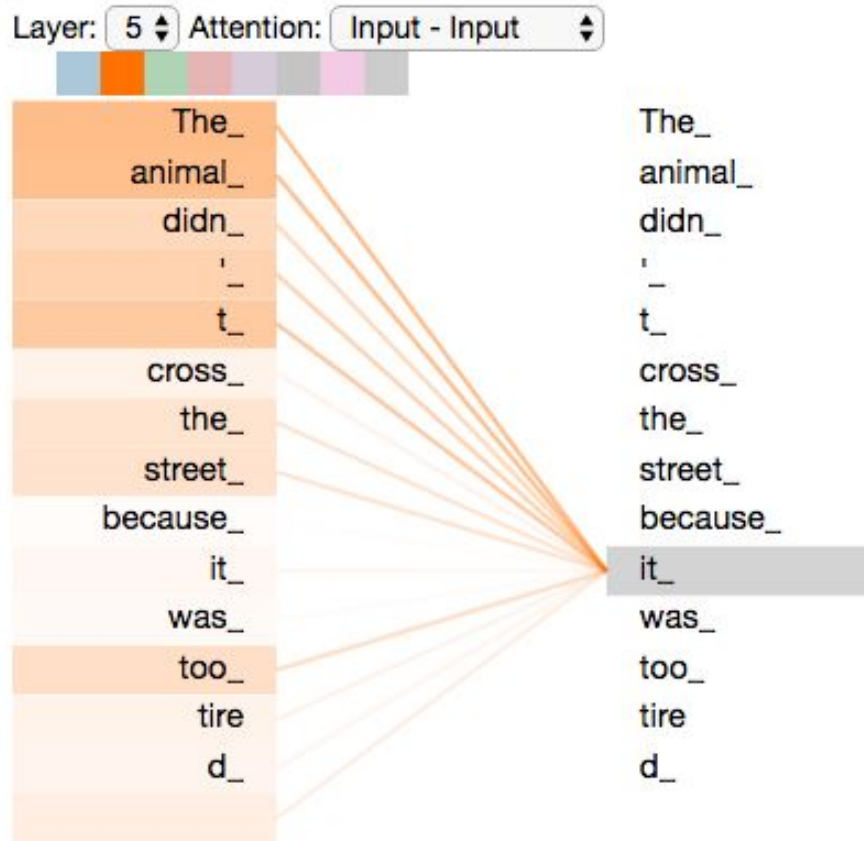 Layer: 5 Attention: Input - Input
The_ The_
animal_ animal_
didn_ didn_
'_ '_
t_ t_
cross_ cross_
the_ the_
street_ street_
because_ because_
it_ it_
was_ was_
too_ too_
tire tire
d_ d_